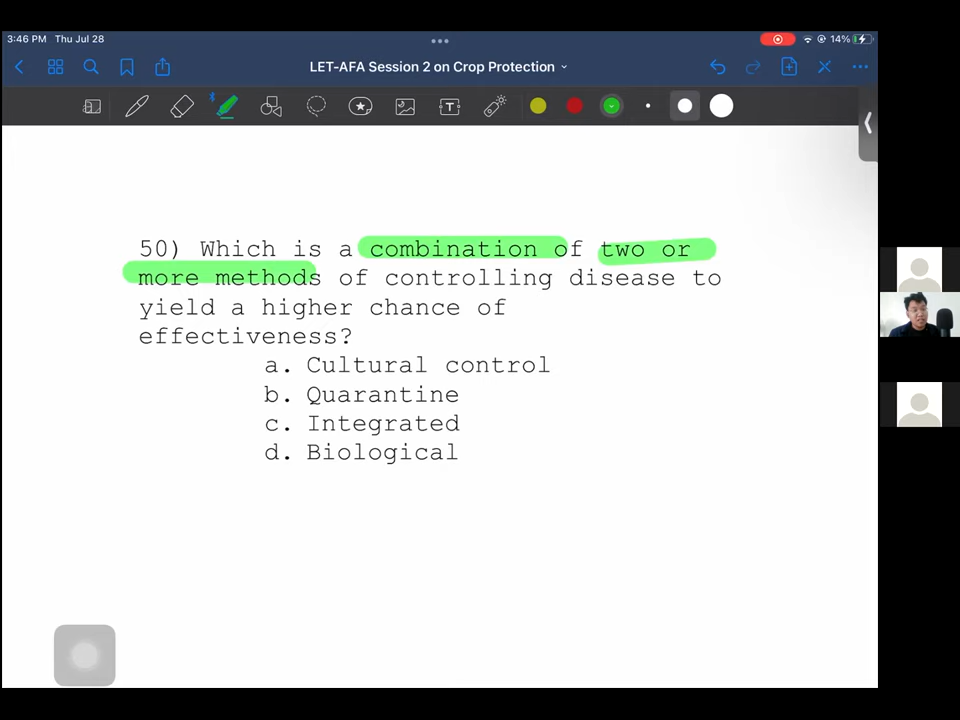 3:46 PM Thu Jul 28
14%
LET-AFA Session 2 on Crop Protection
50) Which is a combination of two or
more methods of controlling disease to
yield a higher chance of
effectiveness?
a. Cultural control
b. Quarantine
c. Integrated
d. Biological